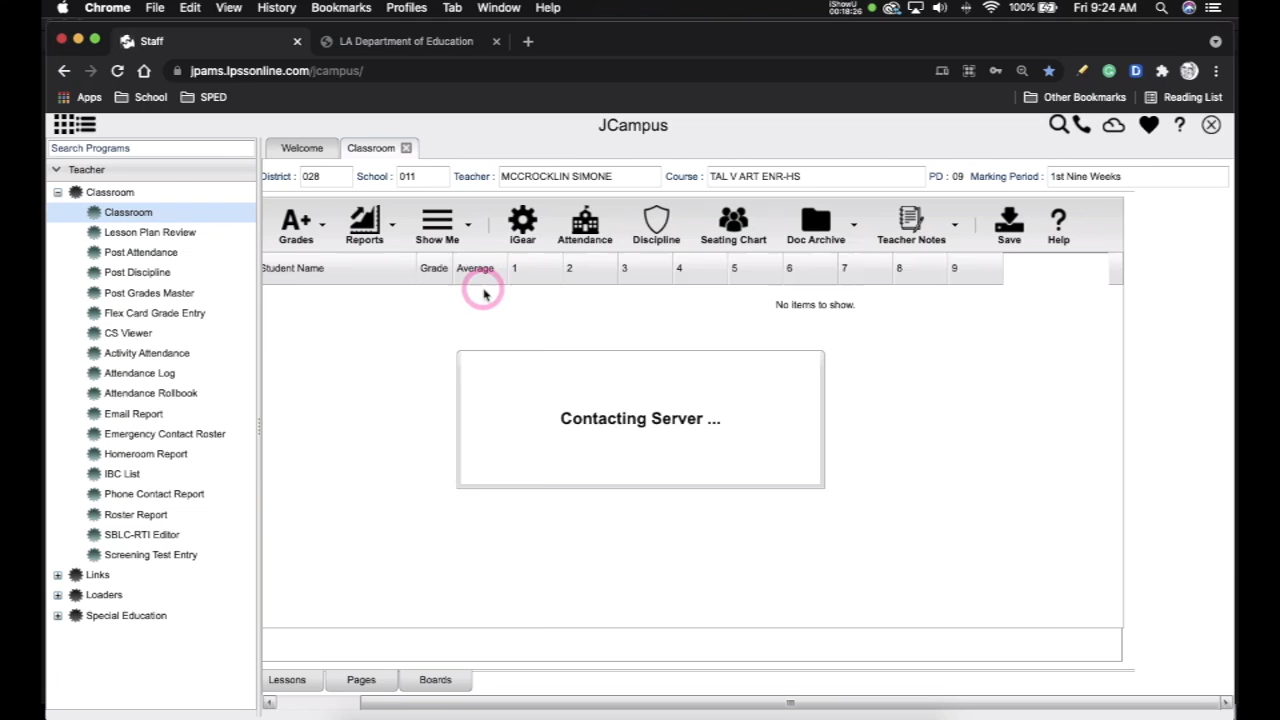 Chrome File Edit View History Bookmarks Profiles Tab Window Help iShowU 00:18:26 100% Fri 9:24 AM
Staff LA Department of Education
jpams.lpssonline.com/jcampus/
Apps School SPED Other Bookmarks Reading List
JCampus
Search Programs
Teacher
Classroom
Classroom
Lesson Plan Review
Post Attendance
Post Discipline
Post Grades Master
Flex Card Grade Entry
CS Viewer
Activity Attendance
Attendance Log
Attendance Rollbook
Email Report
Emergency Contact Roster
Homeroom Report
IBC List
Phone Contact Report
Roster Report
SBLC-RTI Editor
Screening Test Entry
Links
Loaders
Special Education
Welcome Classroom
District : 028 School : 011 Teacher : MCCROCKLIN SIMONE Course : TAL V ART ENR-HS PD : 09 Marking Period : 1st Nine Weeks
A+ ?
Grades Reports Show Me IGear Attendance Discipline Seating Chart Doc Archive Teacher Notes Save Help
Student Name Grade Average 1 2 3 4 5 6 7 8 9
No items to show.
Contacting Server ...
Lessons Pages Boards